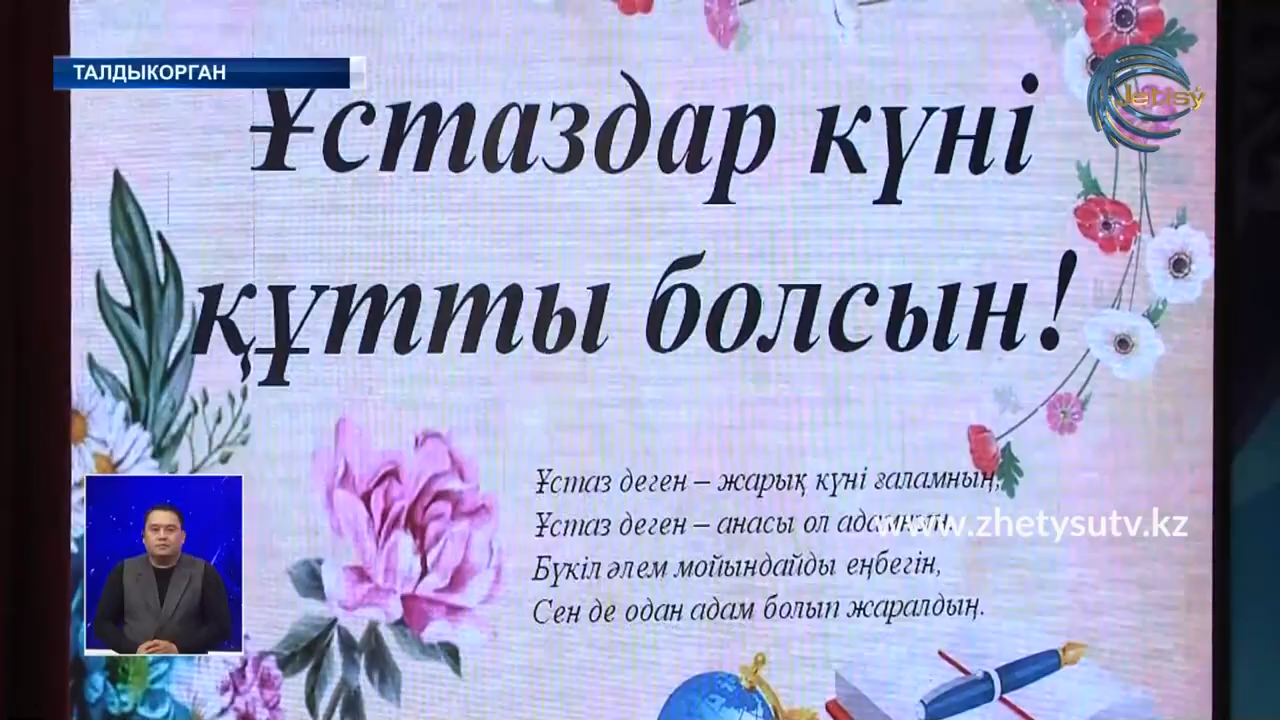 ТАЛДЫКОРГАН
Jetisý
Ұстаздар күні
құтты болсын!
Ұстаз деген – жарық күні ғаламның,
Ұстаз деген – анасы ол адамның,
www.zhetysutv.kz
Бүкіл әлем мойындайды еңбегін,
Сен де одан адам болып жаралдың.